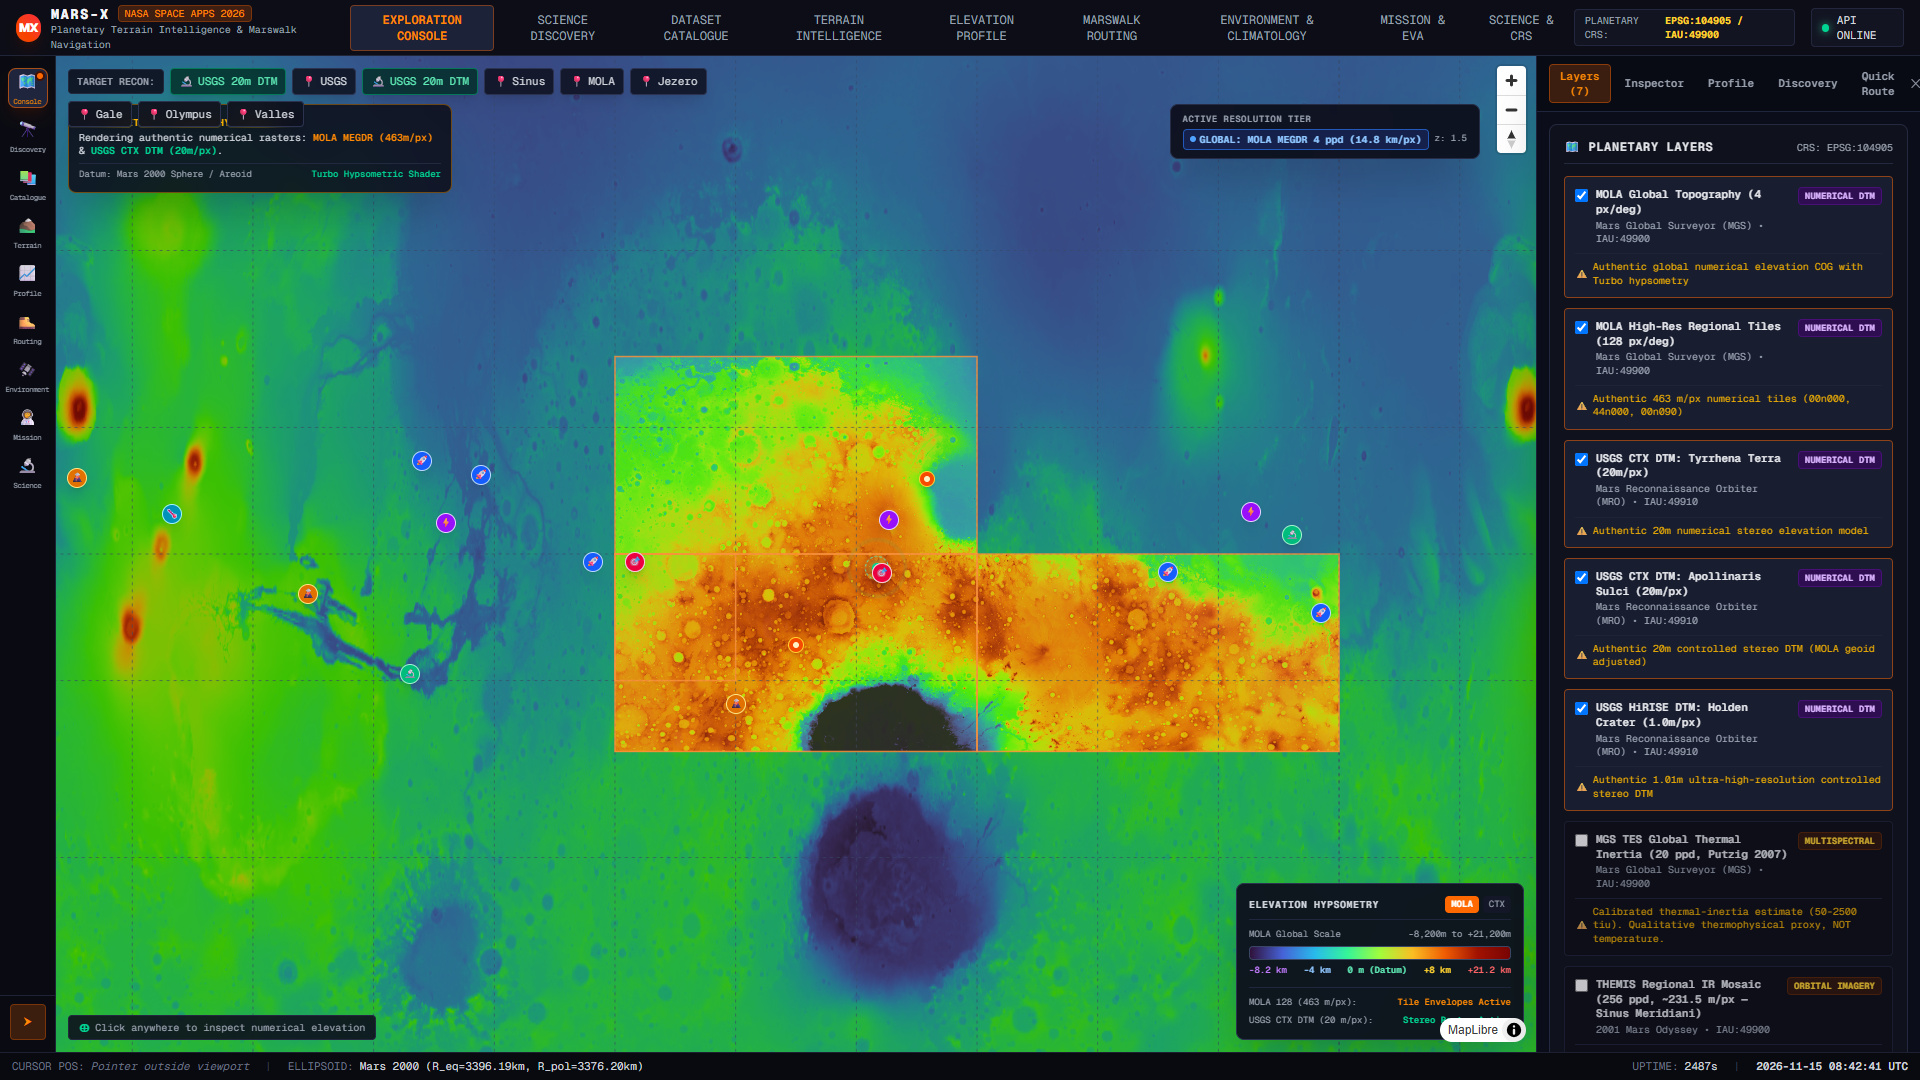 MX
MARS-X
NASA SPACE APPS 2026
Planetary Terrain Intelligence & Marswalk
Navigation
EXPLORATION
CONSOLE
SCIENCE
DISCOVERY
DATASET
CATALOGUE
TERRAIN
INTELLIGENCE
ELEVATION
PROFILE
MARSWALK
ROUTING
ENVIRONMENT &
CLIMATOLOGY
MISSION &
EVA
SCIENCE &
CRS
PLANETARY
CRS:
EPSG:104905 /
IAU:49900
API
ONLINE
Console
Discovery
Catalogue
Terrain
Profile
Routing
Environment
Mission
Science
TARGET RECON:
USGS 20m DTM
USGS
USGS 20m DTM
Sinus
MOLA
Jezero
Gale
Olympus
Valles
Rendering authentic numerical rasters: MOLA MEGDR (463m/px)
& USGS CTX DTM (20m/px).
Datum: Mars 2000 Sphere / Areoid
Turbo Hypsometric Shader
ACTIVE RESOLUTION TIER
GLOBAL: MOLA MEGDR 4 ppd (14.8 km/px)
z: 1.5
Layers
(7)
Inspector
Profile
Discovery
Quick
Route
PLANETARY LAYERS
CRS: EPSG:104905
MOLA Global Topography (4
px/deg)
NUMERICAL DTM
Mars Global Surveyor (MGS) •
IAU:49900
Authentic global numerical elevation COG with
Turbo hypsometry
MOLA High-Res Regional Tiles
(128 px/deg)
NUMERICAL DTM
Mars Global Surveyor (MGS) •
IAU:49900
Authentic 463 m/px numerical tiles (00n000,
44n000, 00n090)
USGS CTX DTM: Tyrrhena Terra
(20m/px)
NUMERICAL DTM
Mars Reconnaissance Orbiter
(MRO) • IAU:49910
Authentic 20m numerical stereo elevation model
USGS CTX DTM: Apollinaris
Sulci (20m/px)
NUMERICAL DTM
Mars Reconnaissance Orbiter
(MRO) • IAU:49910
Authentic 20m controlled stereo DTM (MOLA geoid
adjusted)
USGS HiRISE DTM: Holden
Crater (1.0m/px)
NUMERICAL DTM
Mars Reconnaissance Orbiter
(MRO) • IAU:49910
Authentic 1.01m ultra-high-resolution controlled
stereo DTM
MGS TES Global Thermal
Inertia (20 ppd, Putzig 2007)
MULTISPECTRAL
Mars Global Surveyor (MGS) •
IAU:49900
Calibrated thermal-inertia estimate (50-2500
tiu). Qualitative thermophysical proxy, NOT
temperature.
THEMIS Regional IR Mosaic
(256 ppd, ~231.5 m/px —
Sinus Meridiani)
ORBITAL IMAGERY
2001 Mars Odyssey • IAU:49900
ELEVATION HYPSOMETRY
MOLA
CTX
MOLA Global Scale
-8,200m to +21,200m
-8.2 km
-4 km
0 m (Datum)
+8 km
+21.2 km
MOLA 128 (463 m/px):
Tile Envelopes Active
USGS CTX DTM (20 m/px):
Stereo
MapLibre
Click anywhere to inspect numerical elevation
CURSOR POS: Pointer outside viewport
ELLIPSOID: Mars 2000 (R_eq=3396.19km, R_pol=3376.20km)
UPTIME: 2487s
2026-11-15 08:42:41 UTC